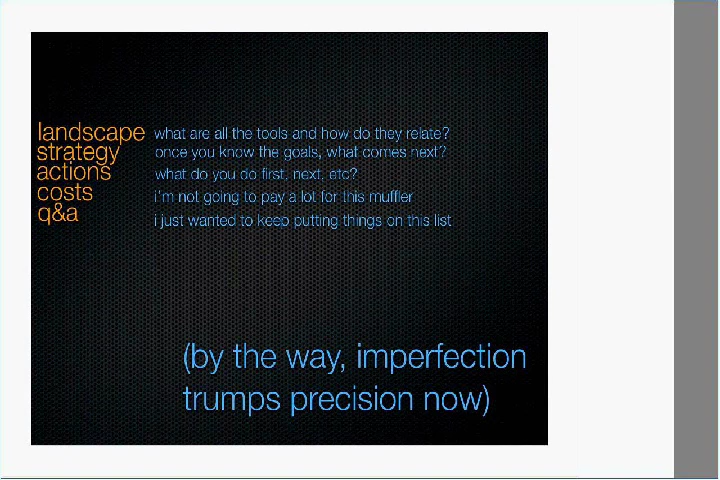 landscape what are all the tools and how do they relate?
strategy once you know the goals, what comes next?
actions what do you do first, next, etc?
costs i'm not going to pay a lot for this muffler
q&a i just wanted to keep putting things on this list
(by the way, imperfection
trumps precision now)